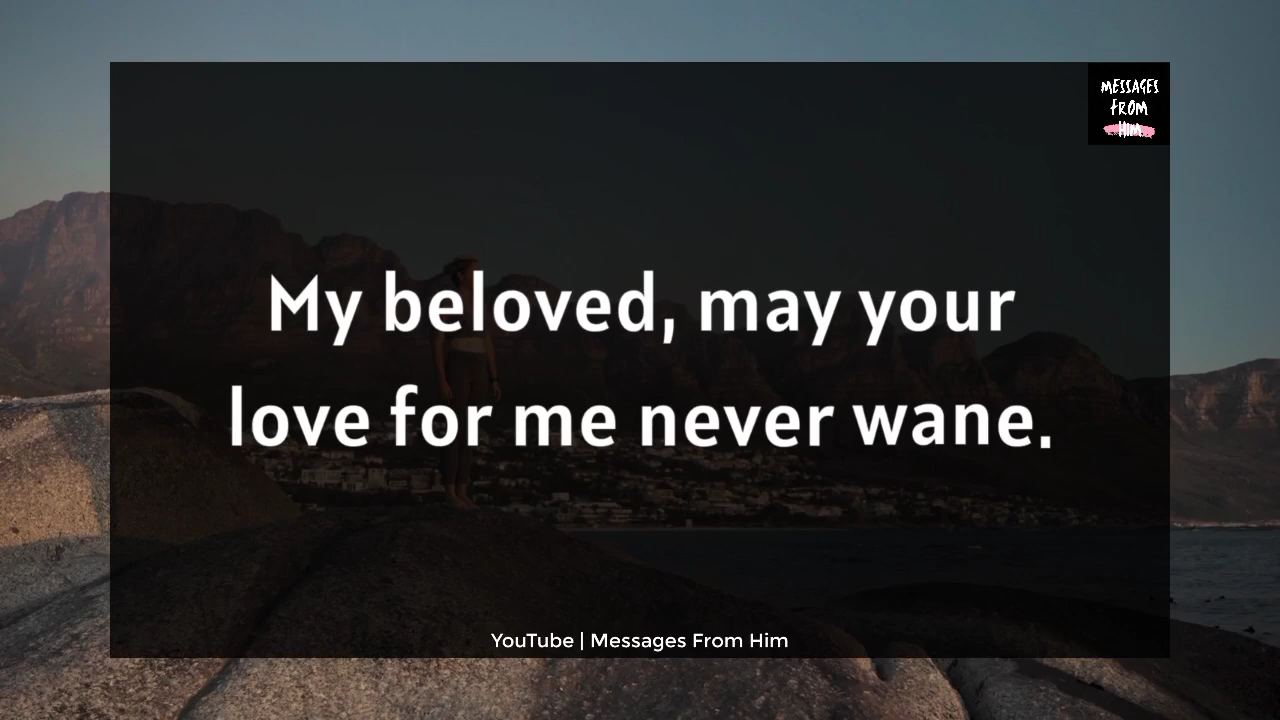 MESSAGES
FROM
HIM
My beloved, may your
love for me never wane.
YouTube | Messages From Him